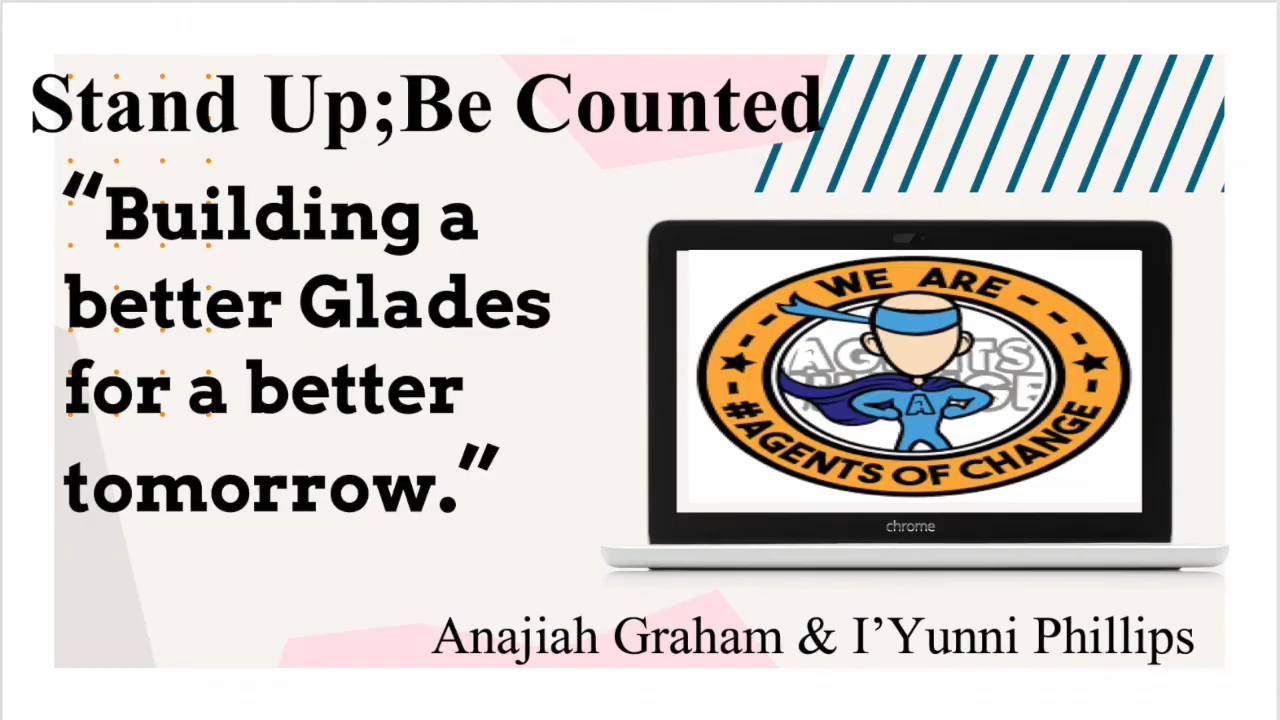 Stand Up;Be Counted
“Building a
better Glades
for a better
tomorrow.”
WE ARE
AGENTS
#AGENTS OF CHANGE
A
chrome
Anajiah Graham & I’Yunni Phillips